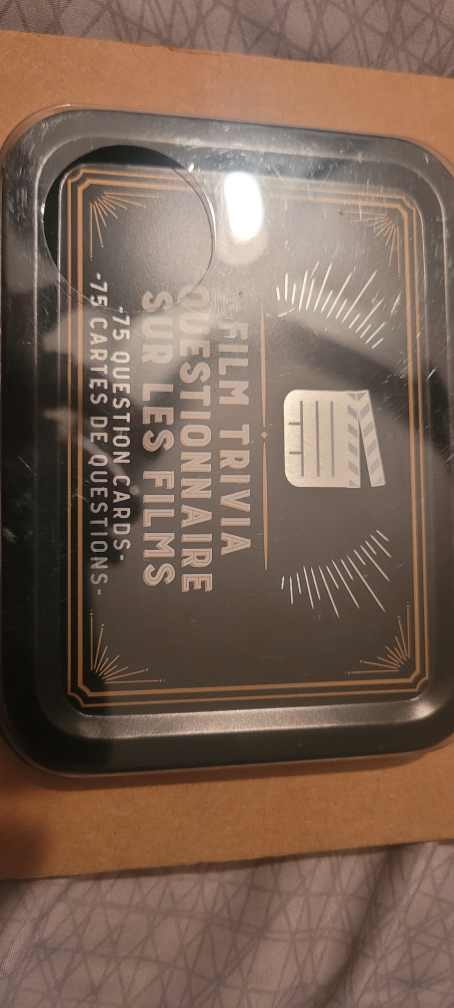 FILM TRIVIA
QUESTIONNAIRE
SUR LES FILMS
·75 QUESTION CARDS·
·75 CARTES DE QUESTIONS·